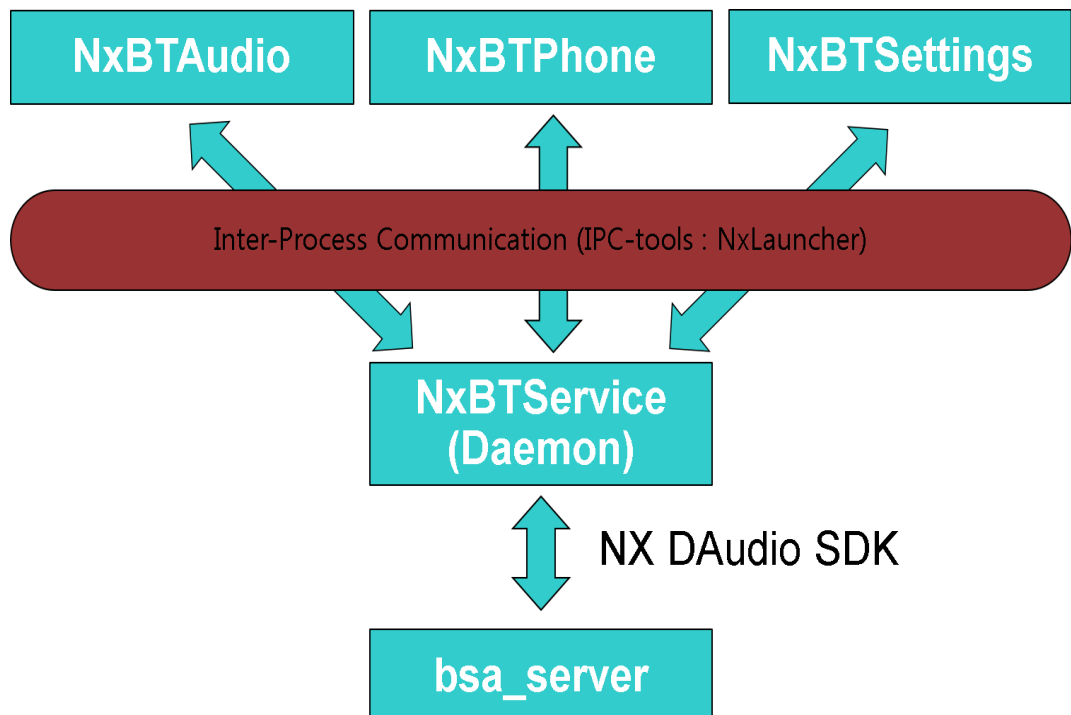 NxBTAudio
NxBTPhone
NxBTSettings
Inter-Process Communication (IPC-tools : NxLauncher)
NxBTService
(Daemon)
NX DAudio SDK
bsa_server